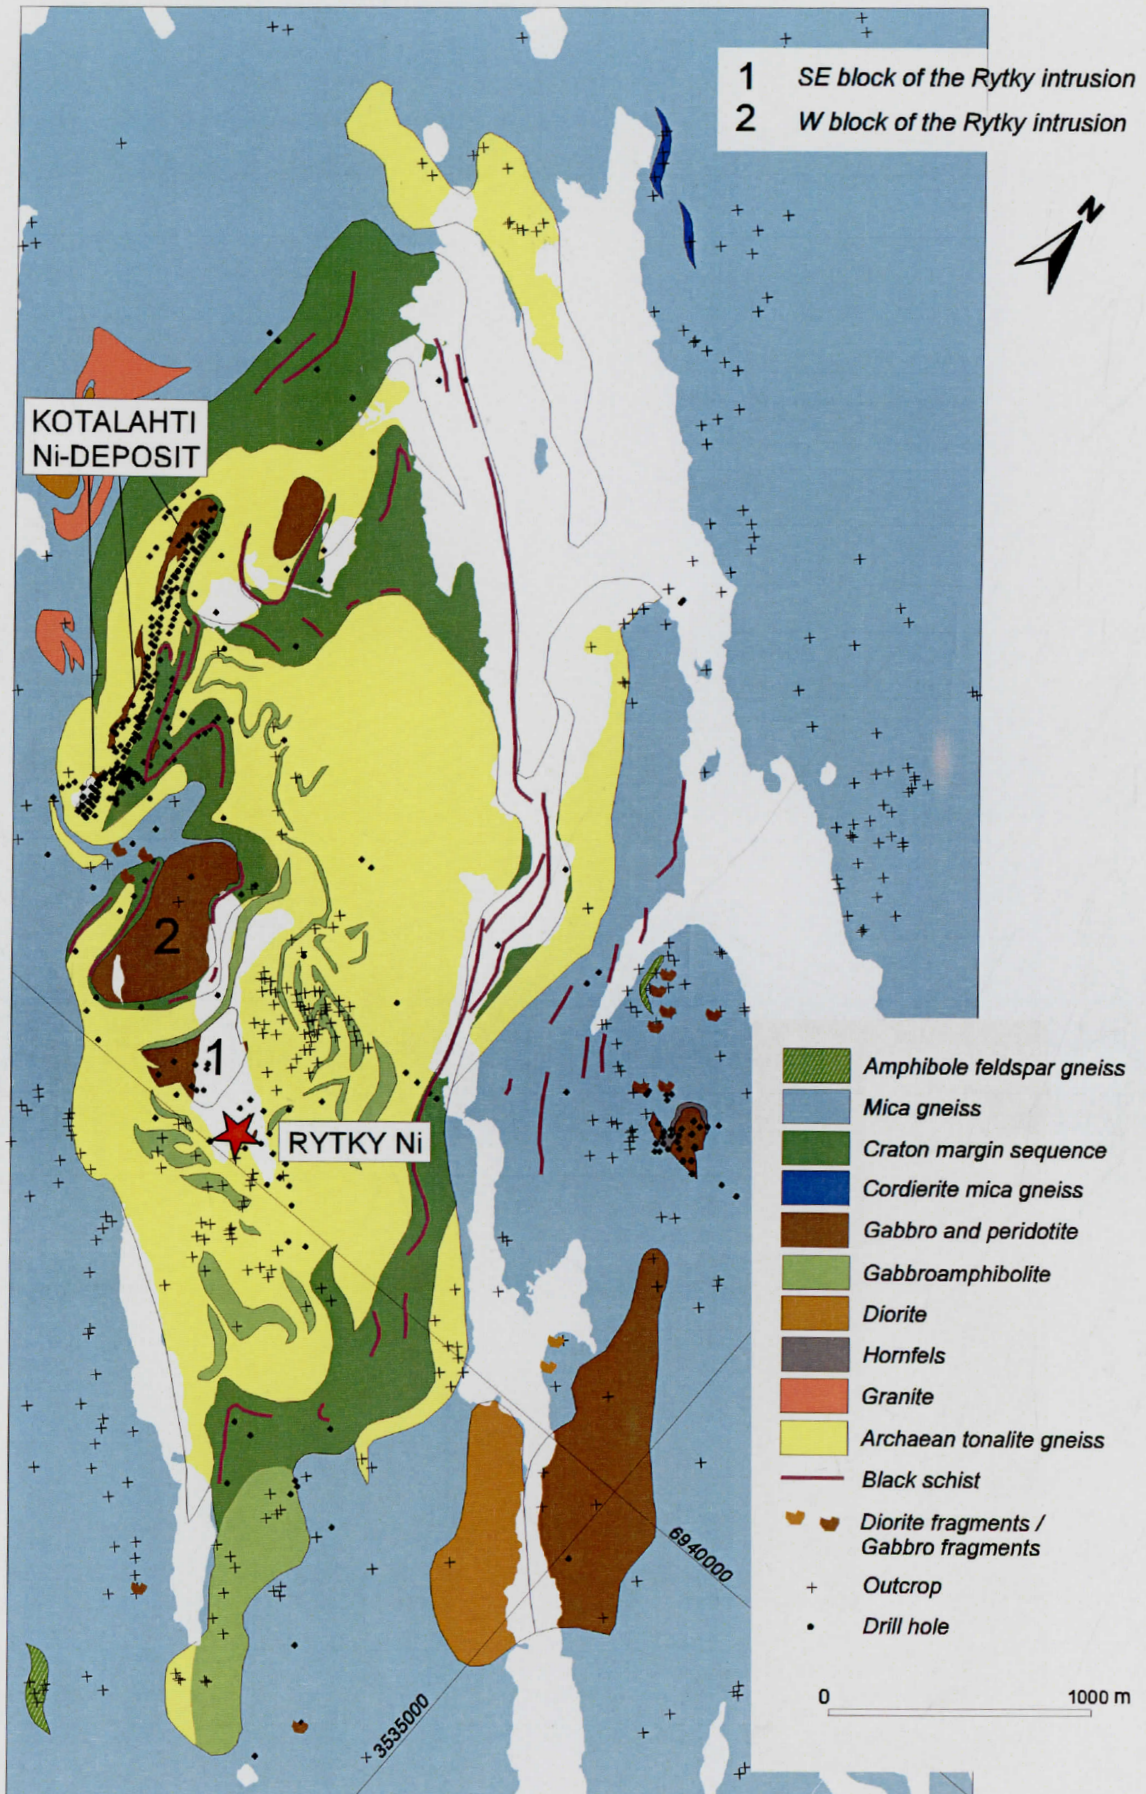 1 SE block of the Rytky intrusion
2 W block of the Rytky intrusion
N
KOTALAHTI
Ni-DEPOSIT
2
1
RYTKY Ni
Amphibole feldspar gneiss
Mica gneiss
Craton margin sequence
Cordierite mica gneiss
Gabbro and peridotite
Gabbroamphibolite
Diorite
Hornfels
Granite
Archaean tonalite gneiss
Black schist
Diorite fragments /
Gabbro fragments
Outcrop
Drill hole
6940000
3535000
0 1000 m